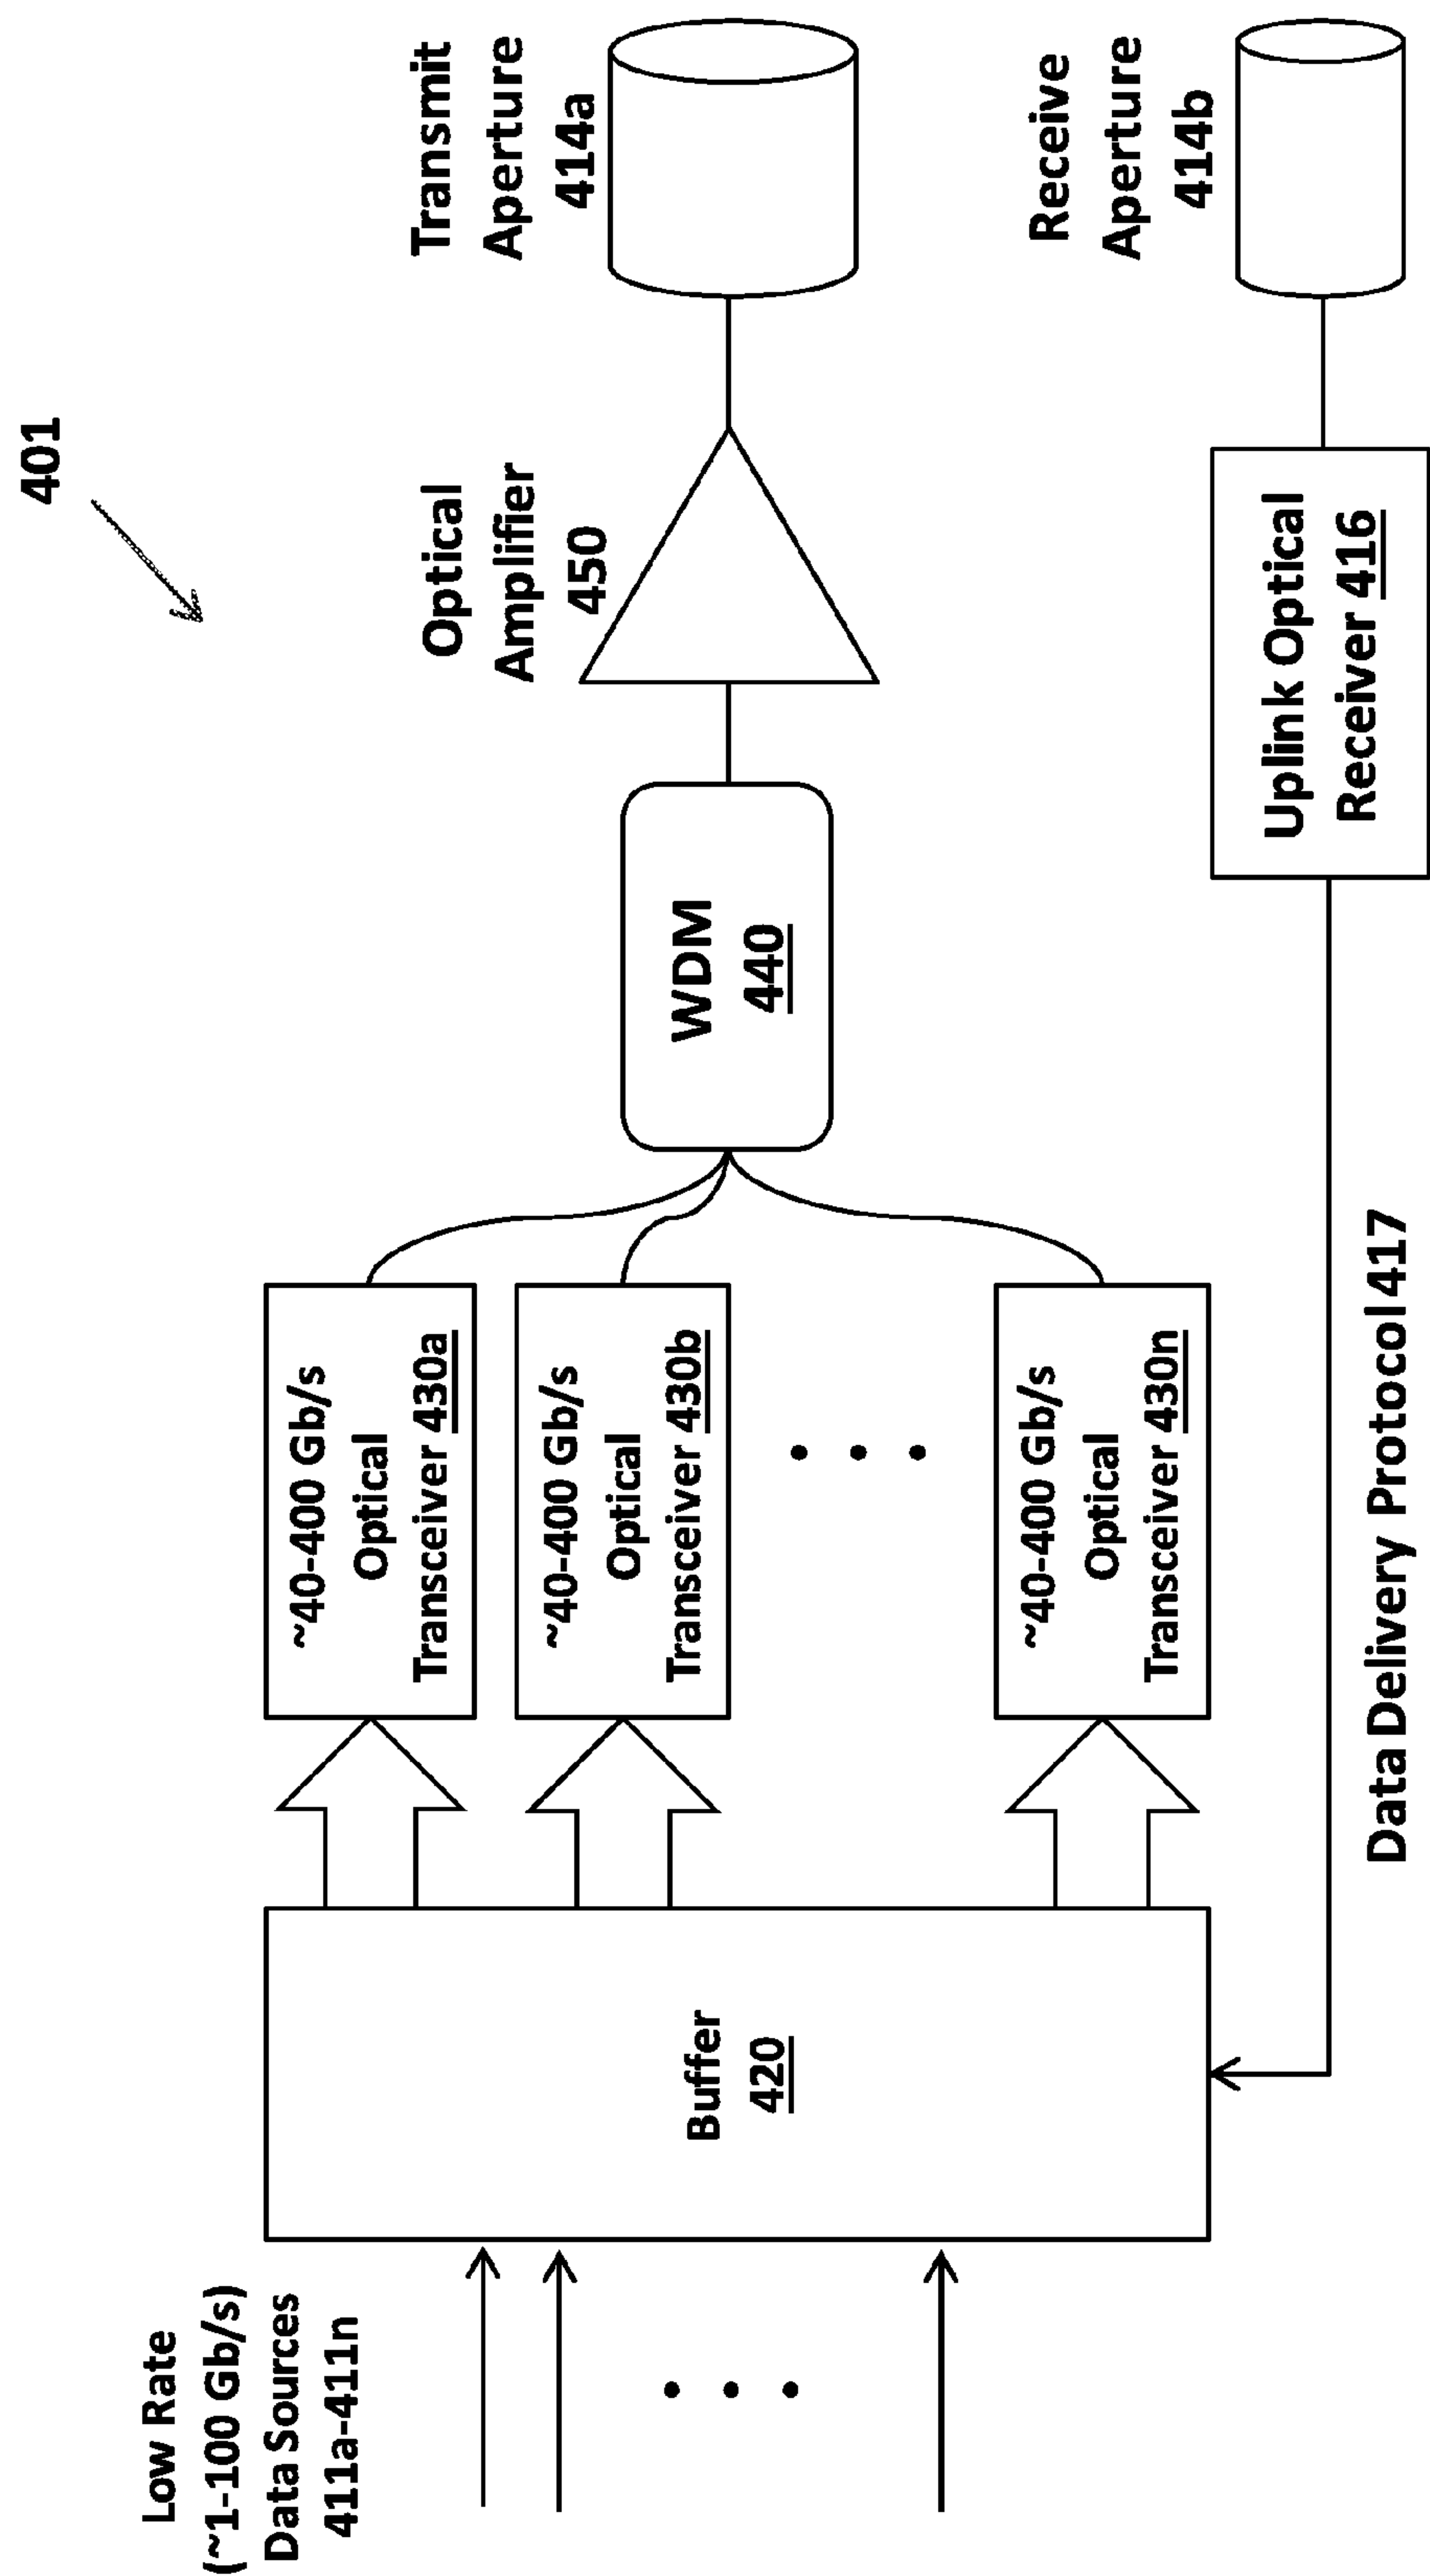 401
Low Rate
(~1-100 Gb/s)
Data Sources
411a-411n
Buffer
420
~40-400 Gb/s
Optical
Transceiver 430a
~40-400 Gb/s
Optical
Transceiver 430b
~40-400 Gb/s
Optical
Transceiver 430n
WDM
440
Optical
Amplifier
450
Transmit
Aperture
414a
Receive
Aperture
414b
Uplink Optical
Receiver 416
Data Delivery Protocol 417